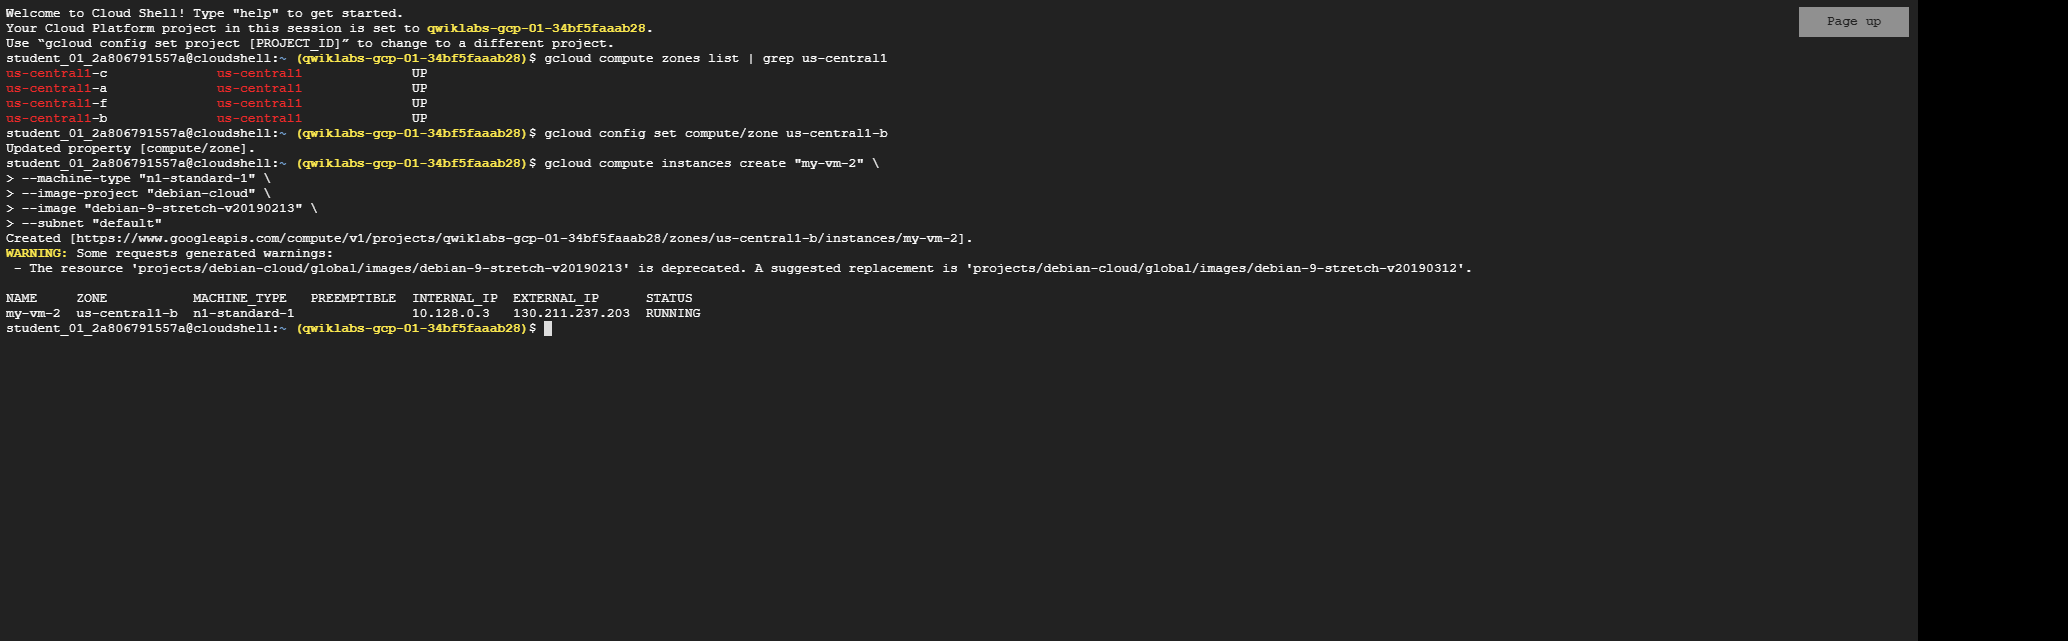 Welcome to Cloud Shell! Type "help" to get started.
Page up
Your Cloud Platform project in this session is set to qwiklabs-gcp-01-34bf5faaab28.
Use “gcloud config set project [PROJECT_ID]” to change to a different project.
student_01_2a806791557a@cloudshell:~ (qwiklabs-gcp-01-34bf5faaab28)$ gcloud compute zones list | grep us-central1
us-central1-c us-central1 UP
us-central1-a us-central1 UP
us-central1-f us-central1 UP
us-central1-b us-central1 UP
student_01_2a806791557a@cloudshell:~ (qwiklabs-gcp-01-34bf5faaab28)$ gcloud config set compute/zone us-central1-b
Updated property [compute/zone].
student_01_2a806791557a@cloudshell:~ (qwiklabs-gcp-01-34bf5faaab28)$ gcloud compute instances create "my-vm-2" \
> --machine-type "n1-standard-1" \
> --image-project "debian-cloud" \
> --image "debian-9-stretch-v20190213" \
> --subnet "default"
Created [https://www.googleapis.com/compute/v1/projects/qwiklabs-gcp-01-34bf5faaab28/zones/us-central1-b/instances/my-vm-2].
WARNING: Some requests generated warnings:
- The resource 'projects/debian-cloud/global/images/debian-9-stretch-v20190213' is deprecated. A suggested replacement is 'projects/debian-cloud/global/images/debian-9-stretch-v20190312'.
NAME ZONE MACHINE_TYPE PREEMPTIBLE INTERNAL_IP EXTERNAL_IP STATUS
my-vm-2 us-central1-b n1-standard-1 10.128.0.3 130.211.237.203 RUNNING
student_01_2a806791557a@cloudshell:~ (qwiklabs-gcp-01-34bf5faaab28)$